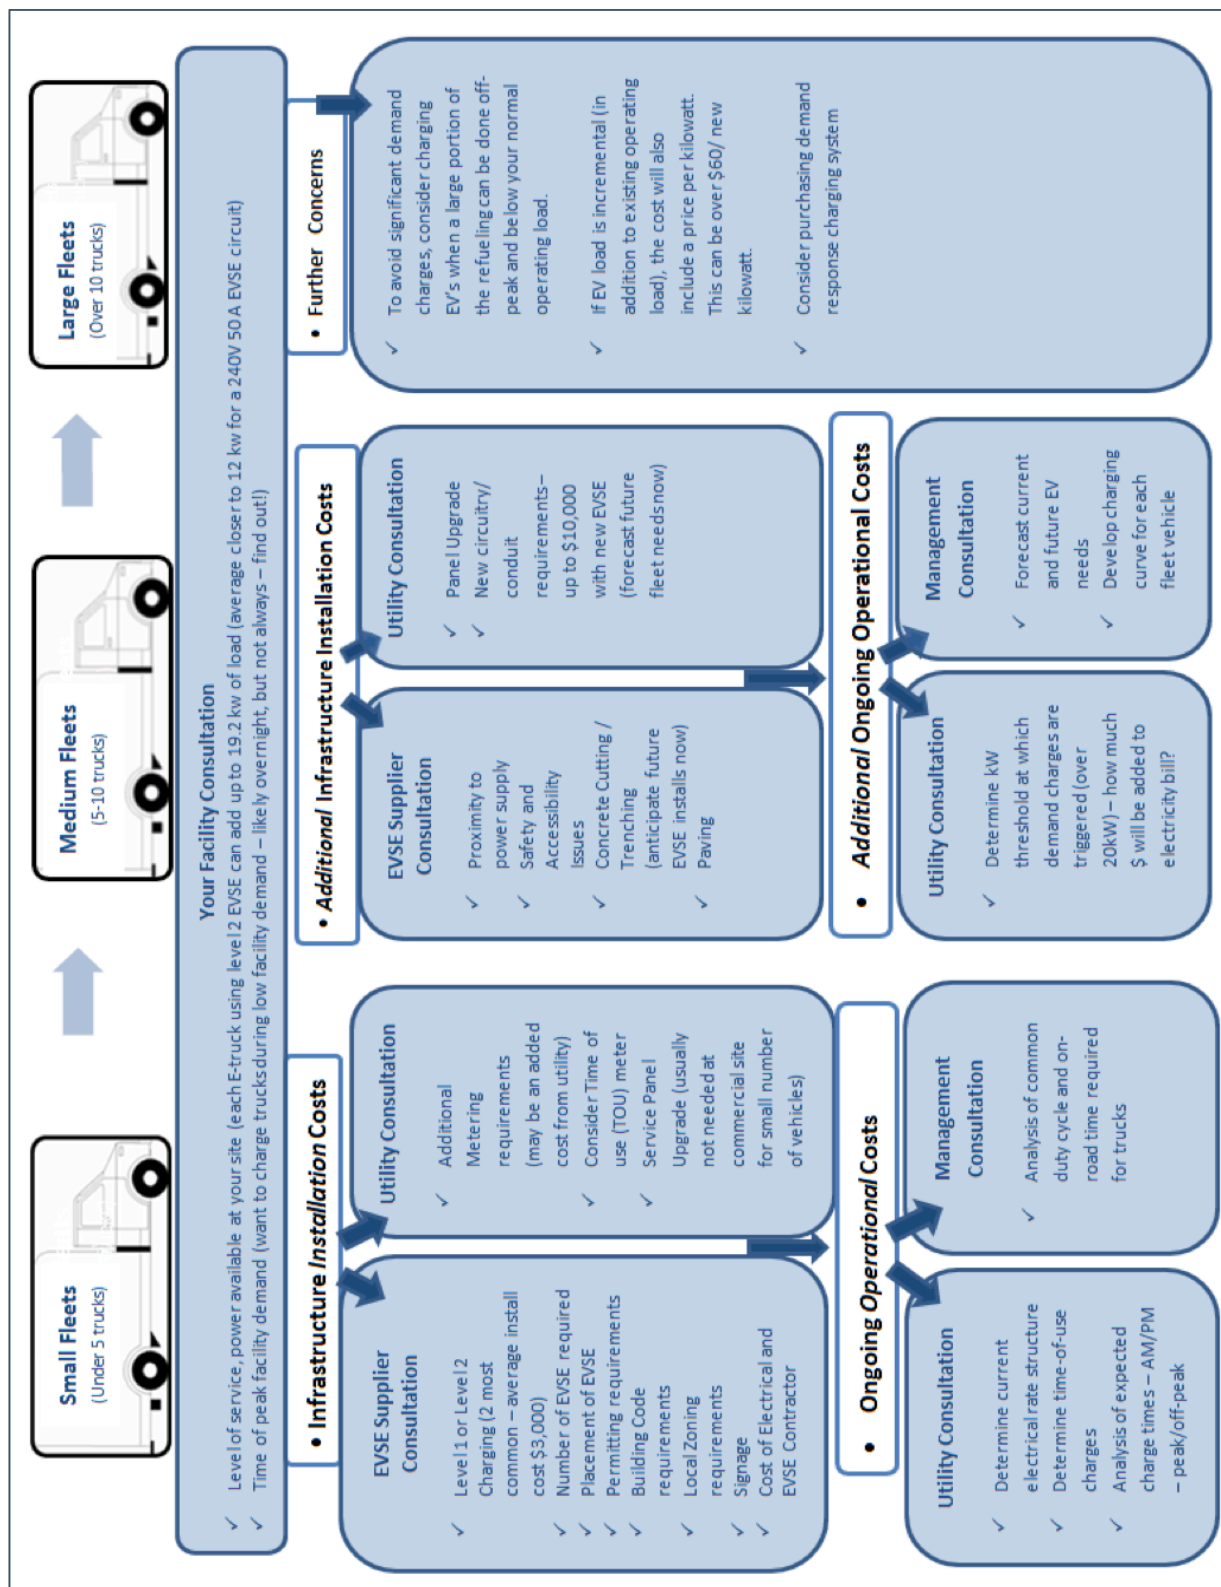 Small Fleets
(Under 5 trucks)
Medium Fleets
(5-10 trucks)
Large Fleets
(Over 10 trucks)
Your Facility Consultation
✓ Level of service, power available at your site (each E-truck using level 2 EVSE can add up to 19.2 kw of load (average closer to 12 kw for a 240V 50 A EVSE circuit)
✓ Time of peak facility demand (want to charge trucks during low facility demand – likely overnight, but not always – find out!)
• Infrastructure Installation Costs
EVSE Supplier
Consultation
✓ Level 1 or Level 2
Charging (2 most
common – average install
cost $3,000)
✓ Number of EVSE required
✓ Placement of EVSE
✓ Permitting requirements
✓ Building Code
requirements
✓ Local Zoning
requirements
✓ Signage
✓ Cost of Electrical and
EVSE Contractor
Utility Consultation
✓ Additional
Metering
requirements
(may be an added
cost from utility)
✓ Consider Time of
use (TOU) meter
✓ Service Panel
Upgrade (usually
not needed at
commercial site
for small number
of vehicles)
• Ongoing Operational Costs
Utility Consultation
✓ Determine current
electrical rate structure
✓ Determine time-of-use
charges
✓ Analysis of expected
charge times – AM/PM
– peak/off-peak
Management
Consultation
✓ Analysis of common
duty cycle and on-
road time required
for trucks
• Additional Infrastructure Installation Costs
EVSE Supplier
Consultation
✓ Proximity to
power supply
✓ Safety and
Accessibility
Issues
✓ Concrete Cutting /
Trenching
(anticipate future
EVSE installs now)
✓ Paving
Utility Consultation
✓ Panel Upgrade
✓ New circuitry/
conduit
requirements–
up to $10,000
with new EVSE
(forecast future
fleet needs now)
• Additional Ongoing Operational Costs
Utility Consultation
✓ Determine kW
threshold at which
demand charges are
triggered (over
20kW) – how much
$ will be added to
electricity bill?
Management
Consultation
✓ Forecast current
and future EV
needs
✓ Develop charging
curve for each
fleet vehicle
• Further Concerns
✓ To avoid significant demand
charges, consider charging
EV's when a large portion of
the refueling can be done off-
peak and below your normal
operating load.
✓ If EV load is incremental (in
addition to existing operating
load), the cost will also
include a price per kilowatt.
This can be over $60/ new
kilowatt.
✓ Consider purchasing demand
response charging system